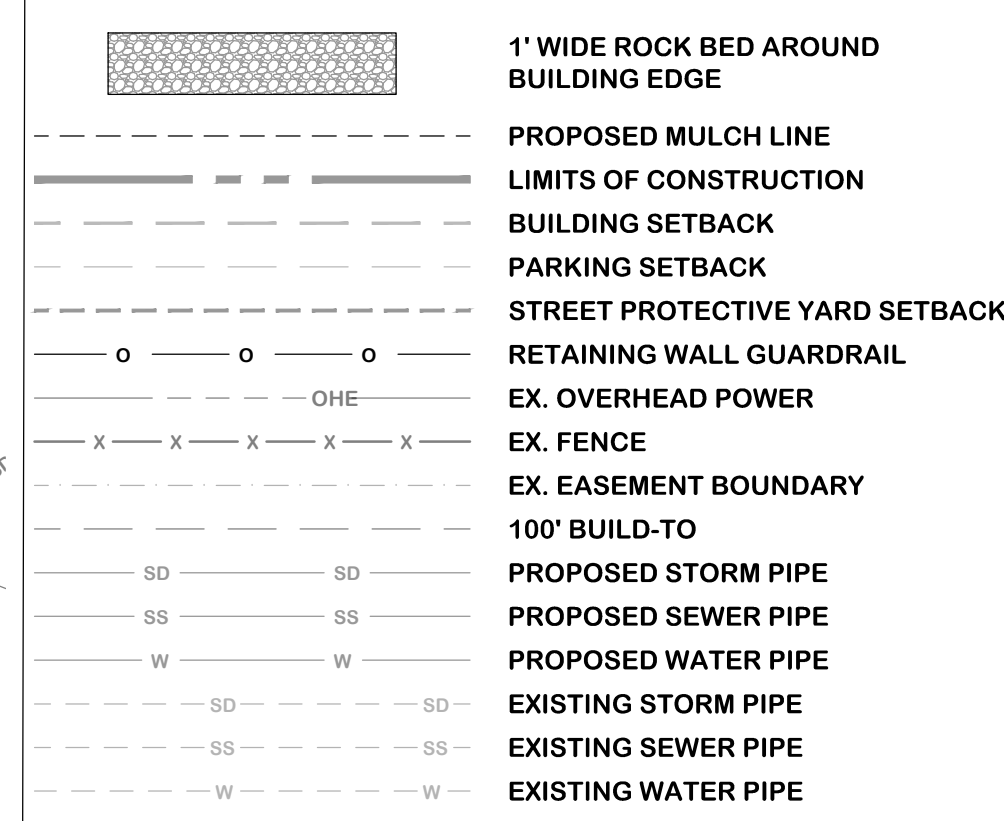 1' WIDE ROCK BED AROUND
BUILDING EDGE
PROPOSED MULCH LINE
LIMITS OF CONSTRUCTION
BUILDING SETBACK
PARKING SETBACK
STREET PROTECTIVE YARD SETBACK
O O O RETAINING WALL GUARDRAIL
OHE EX. OVERHEAD POWER
X X X X X EX. FENCE
EX. EASEMENT BOUNDARY
100' BUILD-TO
SD SD PROPOSED STORM PIPE
SS SS PROPOSED SEWER PIPE
W W PROPOSED WATER PIPE
SD SD EXISTING STORM PIPE
SS SS EXISTING SEWER PIPE
W W EXISTING WATER PIPE